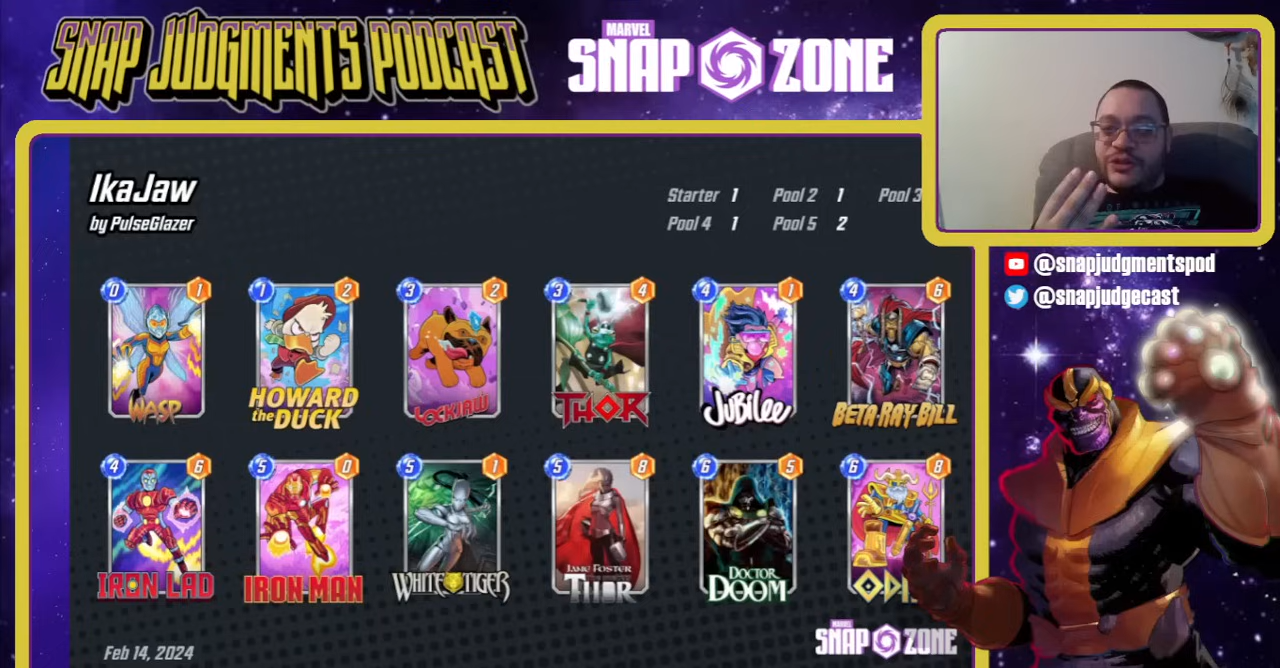 SNAP JUDGMENTS PODCAST
MARVEL
SNAP ZONE
IkaJaw
by PulseGlazer
Starter 1 Pool 2 1 Pool 3
Pool 4 1 Pool 5 2
@snapjudgmentspod
@snapjudgecast
0 1 1 2 3 2 3 4 4 1 4 6
WASP
HOWARD
the DUCK
LOCKJAW
THOR
JUBILEE
BETA-RAY-BILL
4 6 5 0 5 1 5 8 6 5 6 8
IRON-LAD
IRON-MAN
WHITE TIGER
JANE FOSTER
THOR
DOCTOR
DOOM
Feb 14, 2024
MARVEL
SNAP ZONE